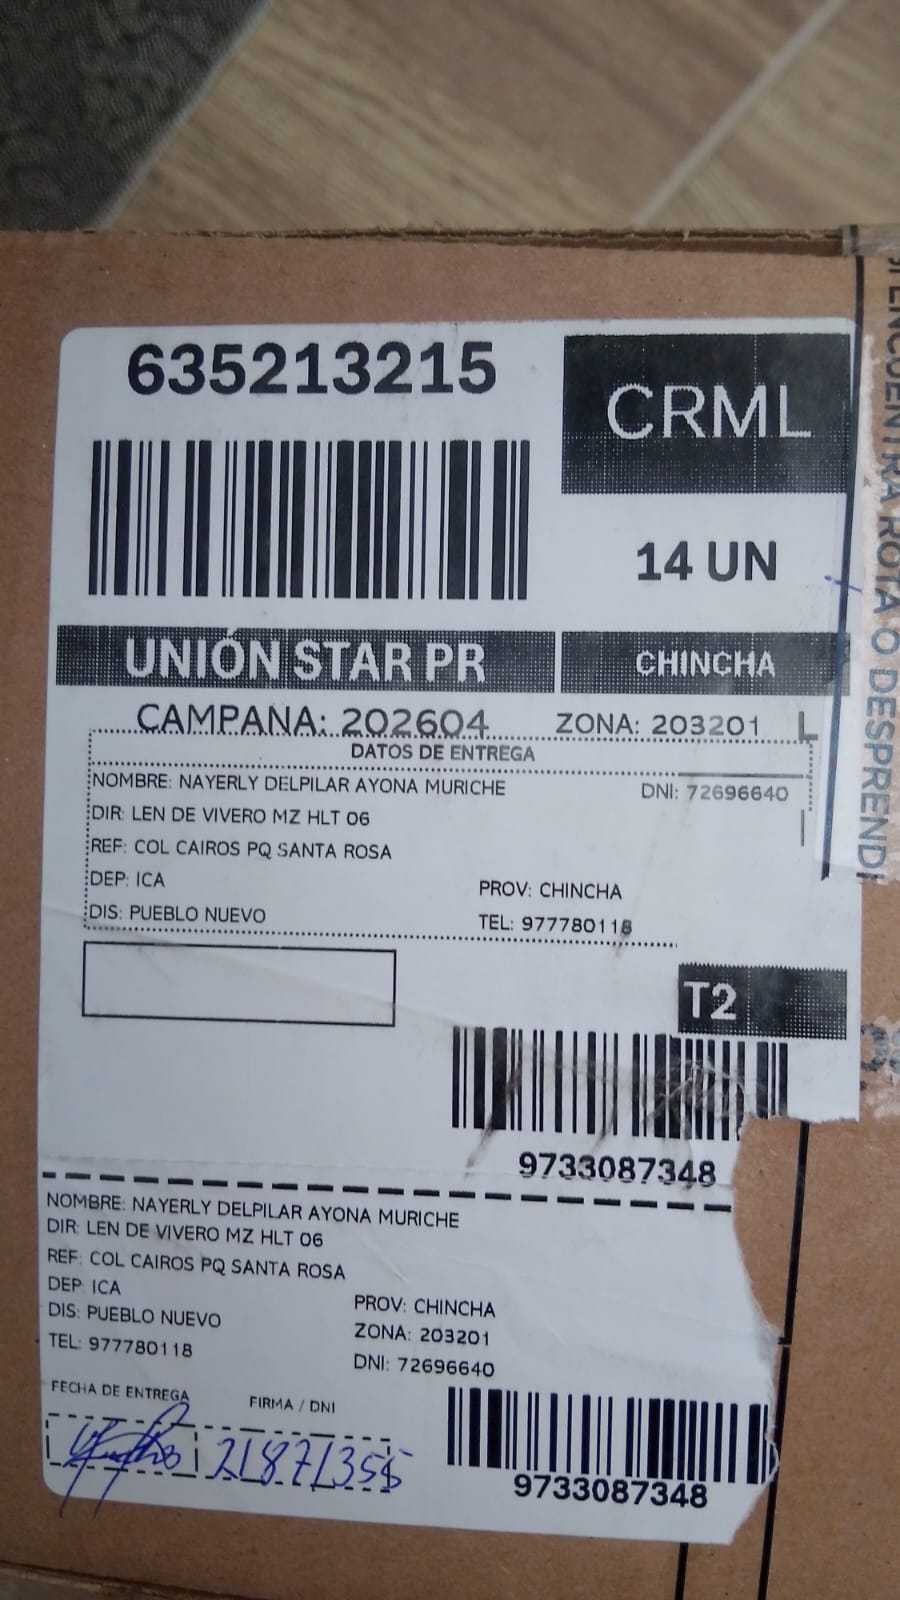 635213215
CRML
14 UN
UNIÓN STAR PR
CHINCHA
CAMPANA: 202604 ZONA: 203201 L
DATOS DE ENTREGA
NOMBRE: NAYERLY DELPILAR AYONA MURICHE DNI: 72696640
DIR: LEN DE VIVERO MZ HLT 06
REF: COL CAIROS PQ SANTA ROSA
DEP: ICA PROV: CHINCHA
DIS: PUEBLO NUEVO TEL: 977780118
T2
9733087348
NOMBRE: NAYERLY DELPILAR AYONA MURICHE
DIR: LEN DE VIVERO MZ HLT 06
REF: COL CAIROS PQ SANTA ROSA
DEP: ICA PROV: CHINCHA
DIS: PUEBLO NUEVO ZONA: 203201
TEL: 977780118 DNI: 72696640
FECHA DE ENTREGA FIRMA / DNI
21871355
9733087348
ENCUENTRA ROTA O DESPRENDI